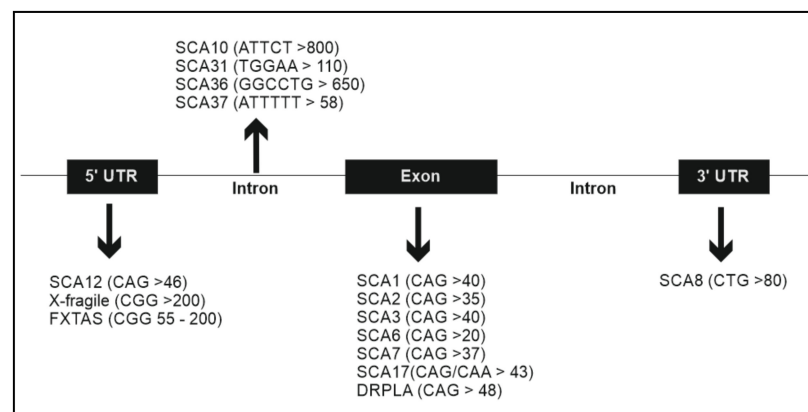 SCA10 (ATTCT >800)
SCA31 (TGGAA > 110)
SCA36 (GGCCTG > 650)
SCA37 (ATTTTT > 58)
5' UTR
Intron
Exon
Intron
3' UTR
SCA12 (CAG >46)
X-fragile (CGG >200)
FXTAS (CGG 55 - 200)
SCA1 (CAG >40)
SCA2 (CAG >35)
SCA3 (CAG >40)
SCA6 (CAG >20)
SCA7 (CAG >37)
SCA17(CAG/CAA > 43)
DRPLA (CAG > 48)
SCA8 (CTG >80)